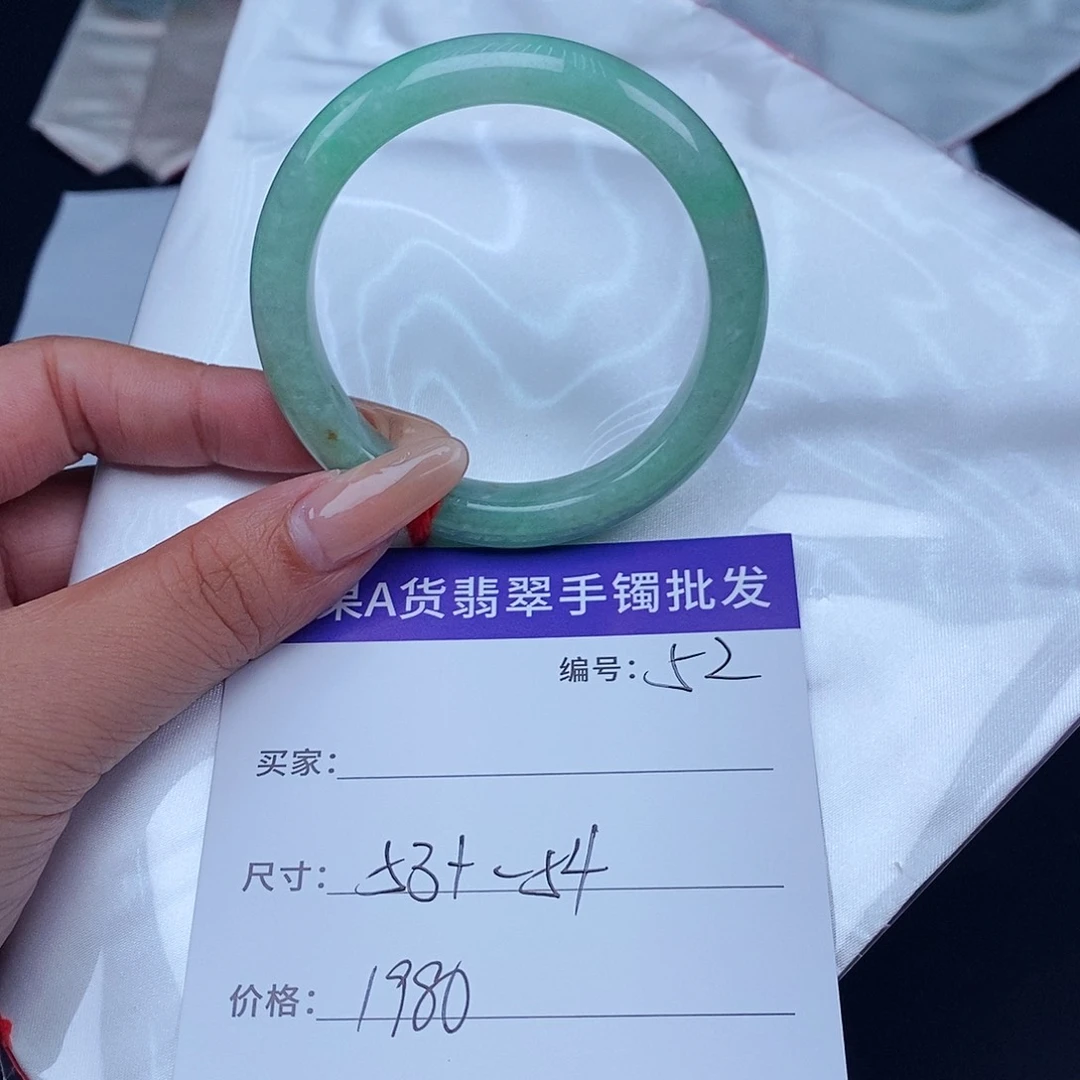 果A货翡翠手镯批发
编号：52
买家：
尺寸：53+-54
价格：1980